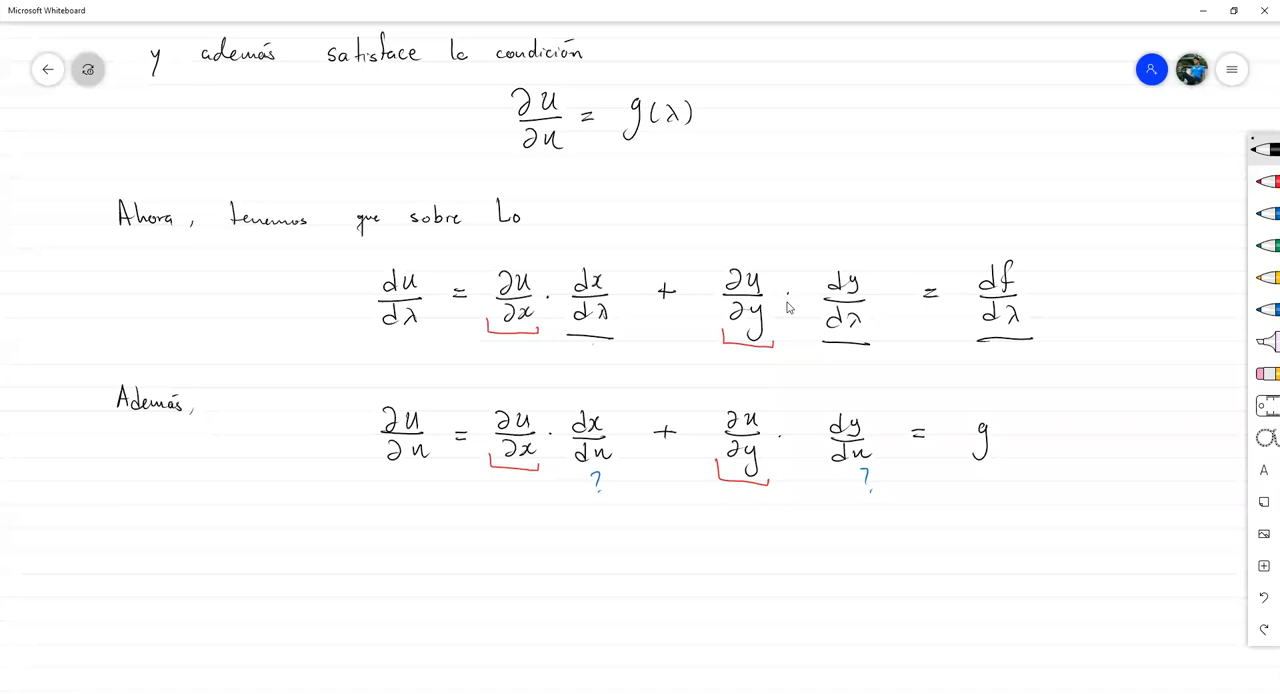 Microsoft Whiteboard
y además satisface la condición
∂u/∂n = g(λ)
Ahora, tenemos que sobre Lo
du/dλ = ∂u/∂x · dx/dλ + ∂u/∂y · dy/dλ = df/dλ
Además,
∂u/∂n = ∂u/∂x · dx/dn + ∂u/∂y · dy/dn = g
? ?
A